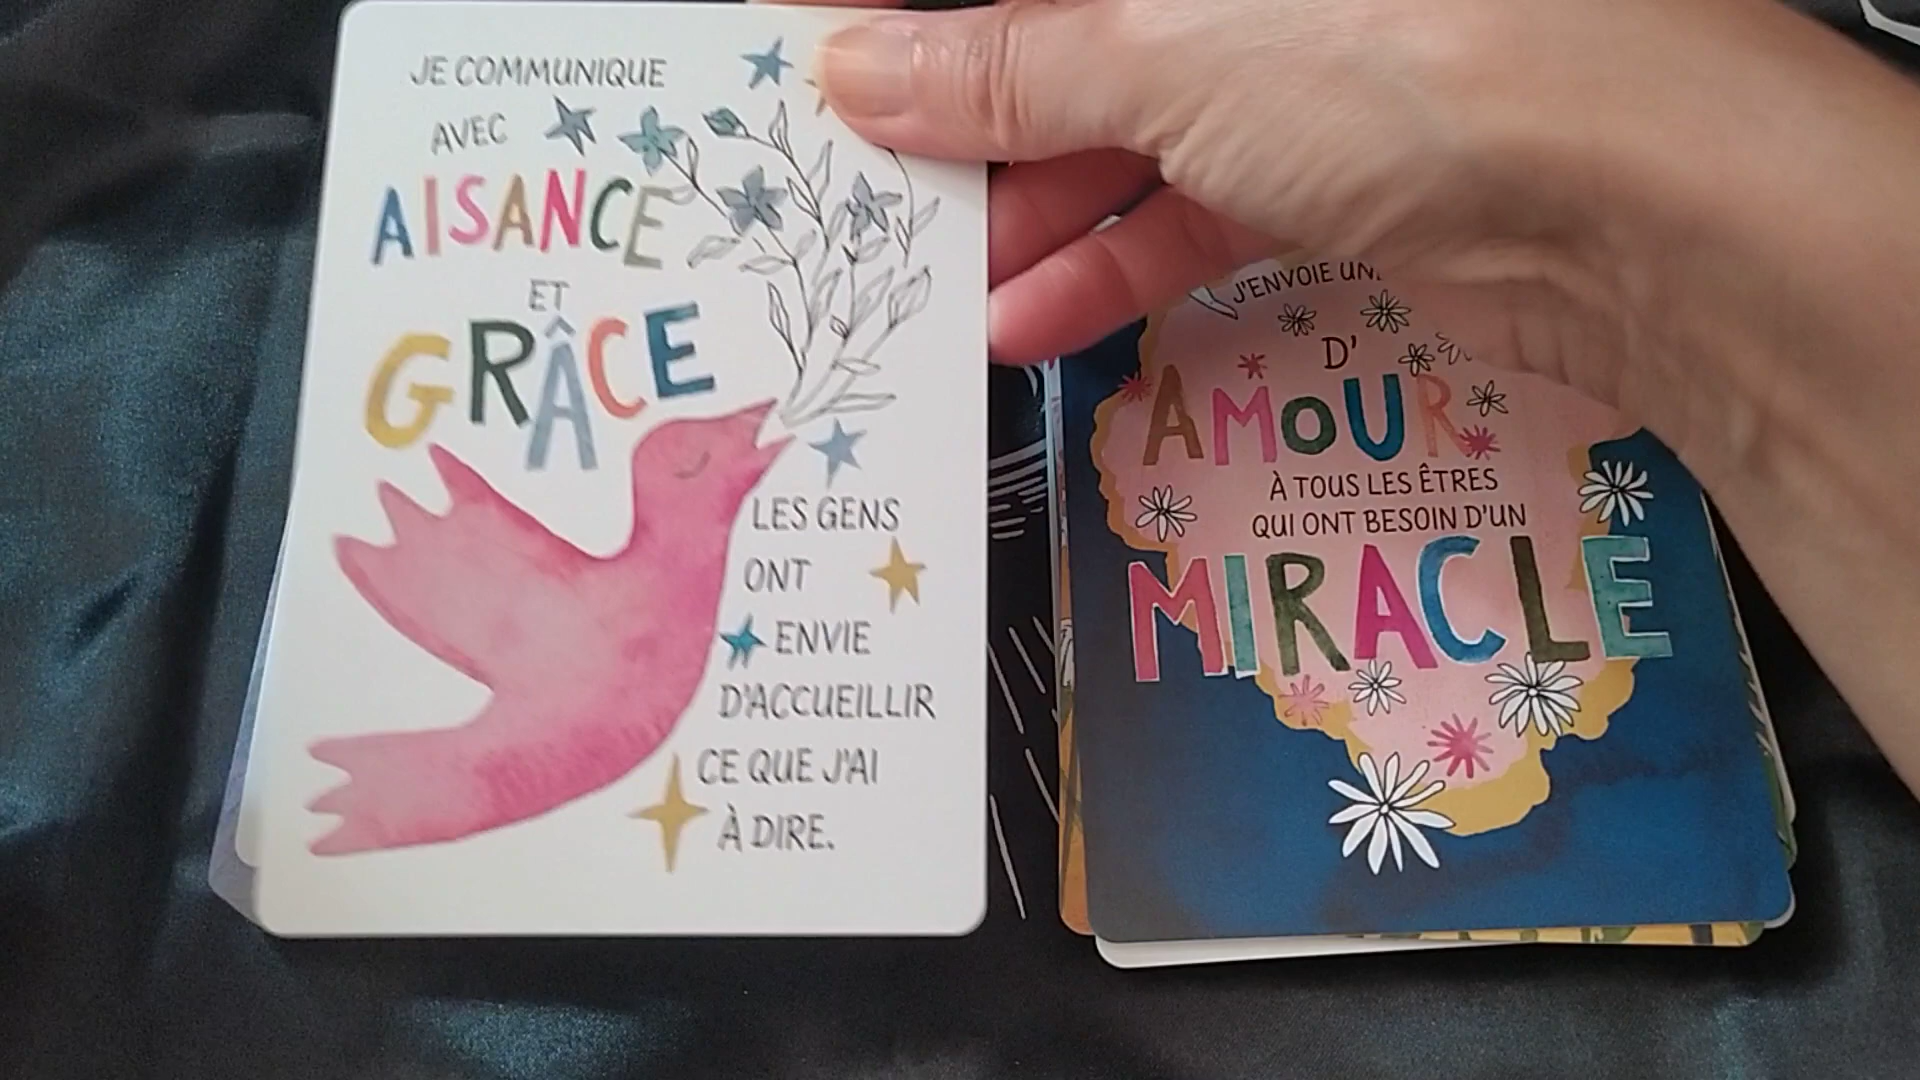 JE COMMUNIQUE
AVEC
AISANCE
ET
GRÂCE
LES GENS
ONT
ENVIE
D'ACCUEILLIR
CE QUE J'AI
À DIRE.
J'ENVOIE
D'
AMOUR
À TOUS LES ÊTRES
QUI ONT BESOIN D'UN
MIRACLE